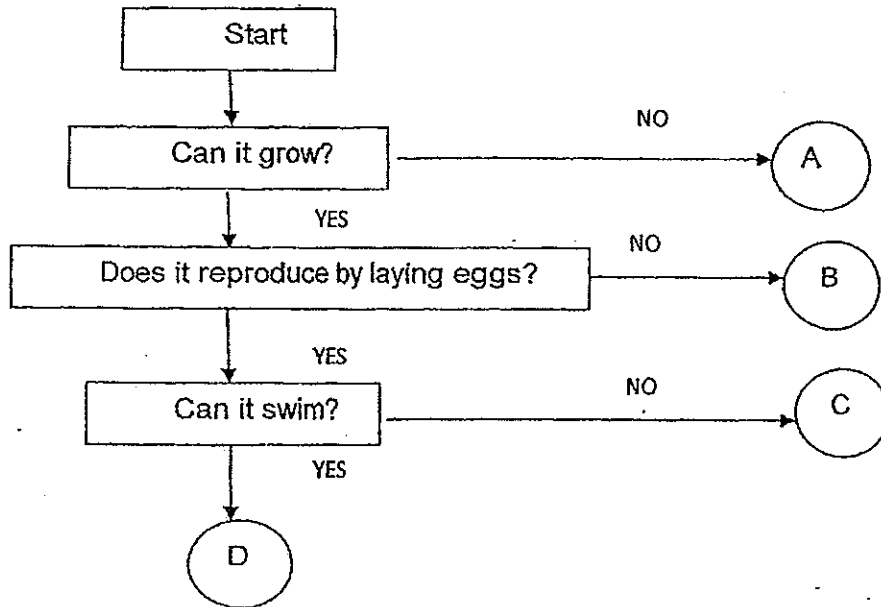 Start
Can it grow?
NO
A
YES
Does it reproduce by laying eggs?
NO
B
YES
Can it swim?
NO
C
YES
D